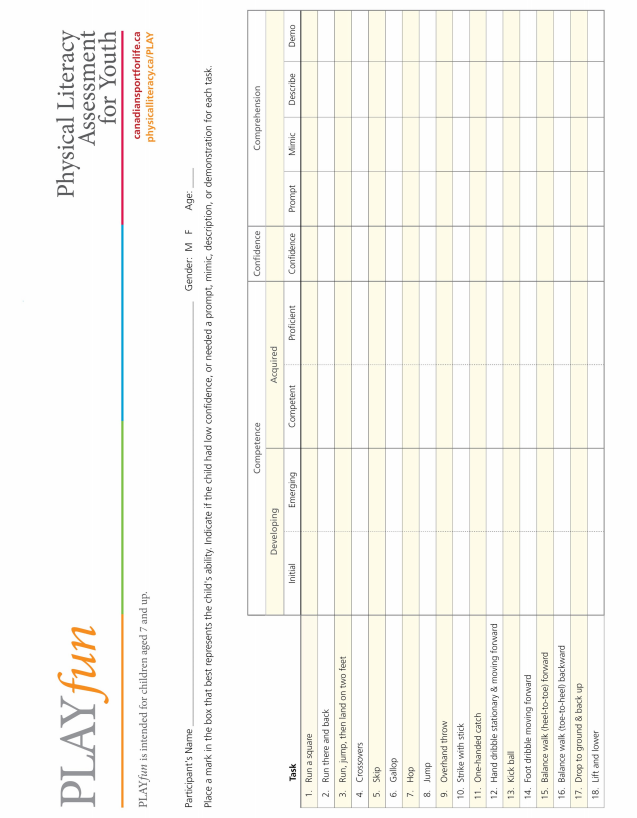 PLAYfun
Physical Literacy
Assessment
for Youth
canadiansportforlife.ca
physicalliteracy.ca/PLAY
PLAYfun is intended for children aged 7 and up.
Participant's Name Gender: M F Age:
Place a mark in the box that best represents the child's ability. Indicate if the child had low confidence, or needed a prompt, mimic, description, or demonstration for each task.
Competence Confidence Comprehension
Developing Acquired
Task Initial Emerging Competent Proficient Confidence Prompt Mimic Describe Demo
1. Run a square
2. Run there and back
3. Run, jump, then land on two feet
4. Crossovers
5. Skip
6. Gallop
7. Hop
8. Jump
9. Overhand throw
10. Strike with stick
11. One-handed catch
12. Hand dribble stationary & moving forward
13. Kick ball
14. Foot dribble moving forward
15. Balance walk (heel-to-toe) forward
16. Balance walk (toe-to-heel) backward
17. Drop to ground & back up
18. Lift and lower